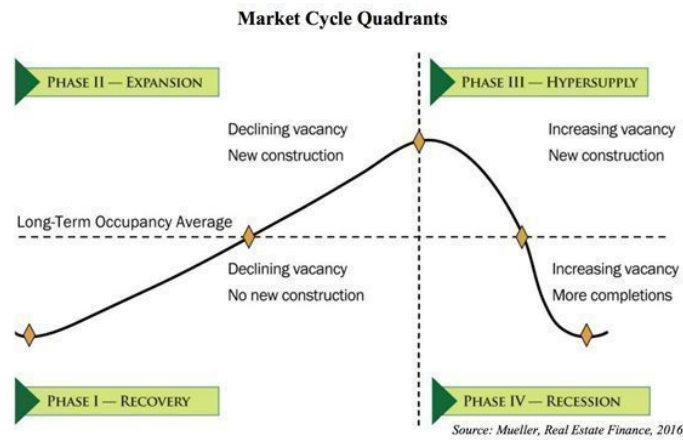 Market Cycle Quadrants
PHASE II — EXPANSION
PHASE III — HYPERSUPPLY
Declining vacancy
New construction
Increasing vacancy
New construction
Long-Term Occupancy Average
Declining vacancy
No new construction
Increasing vacancy
More completions
PHASE I — RECOVERY
PHASE IV — RECESSION
Source: Mueller, Real Estate Finance, 2016